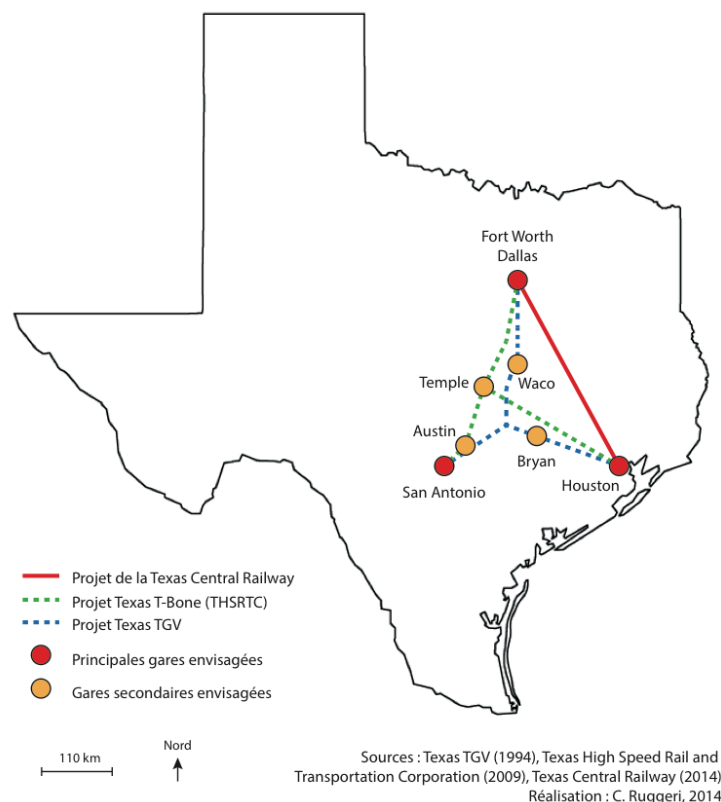 Fort Worth
Dallas
Temple
Waco
Austin
Bryan
San Antonio
Houston
Projet de la Texas Central Railway
Projet Texas T-Bone (THSRTC)
Projet Texas TGV
Principales gares envisagées
Gares secondaires envisagées
110 km
Nord
Sources : Texas TGV (1994), Texas High Speed Rail and
Transportation Corporation (2009), Texas Central Railway (2014)
Réalisation : C. Ruggeri, 2014